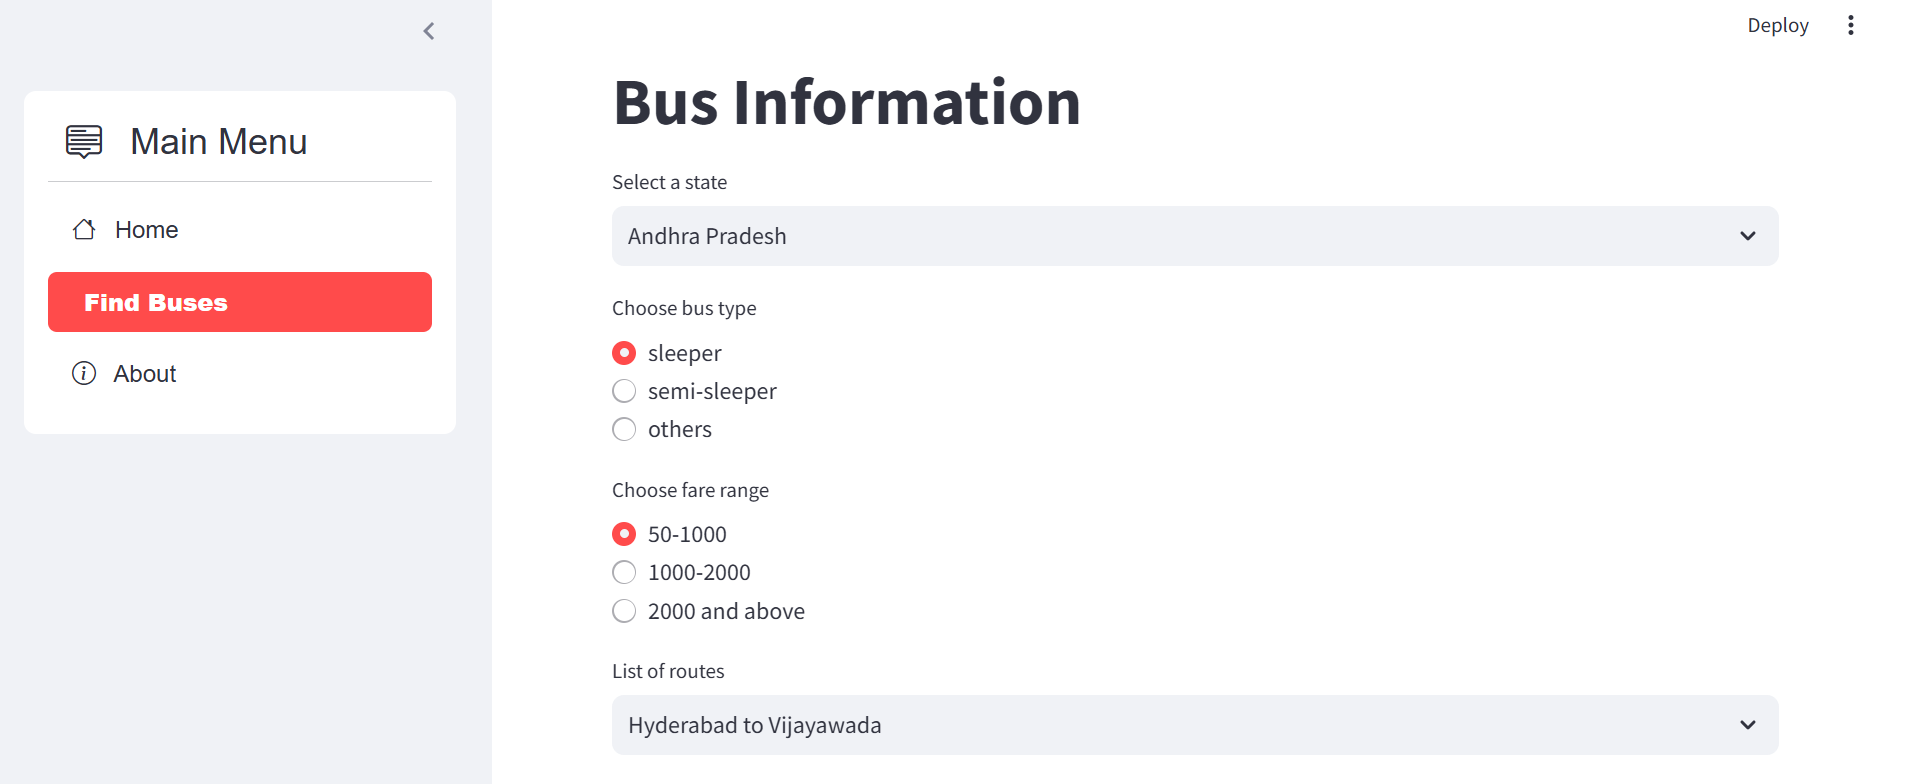 Deploy
Main Menu
Home
Find Buses
About
Bus Information
Select a state
Andhra Pradesh
Choose bus type
sleeper
semi-sleeper
others
Choose fare range
50-1000
1000-2000
2000 and above
List of routes
Hyderabad to Vijayawada